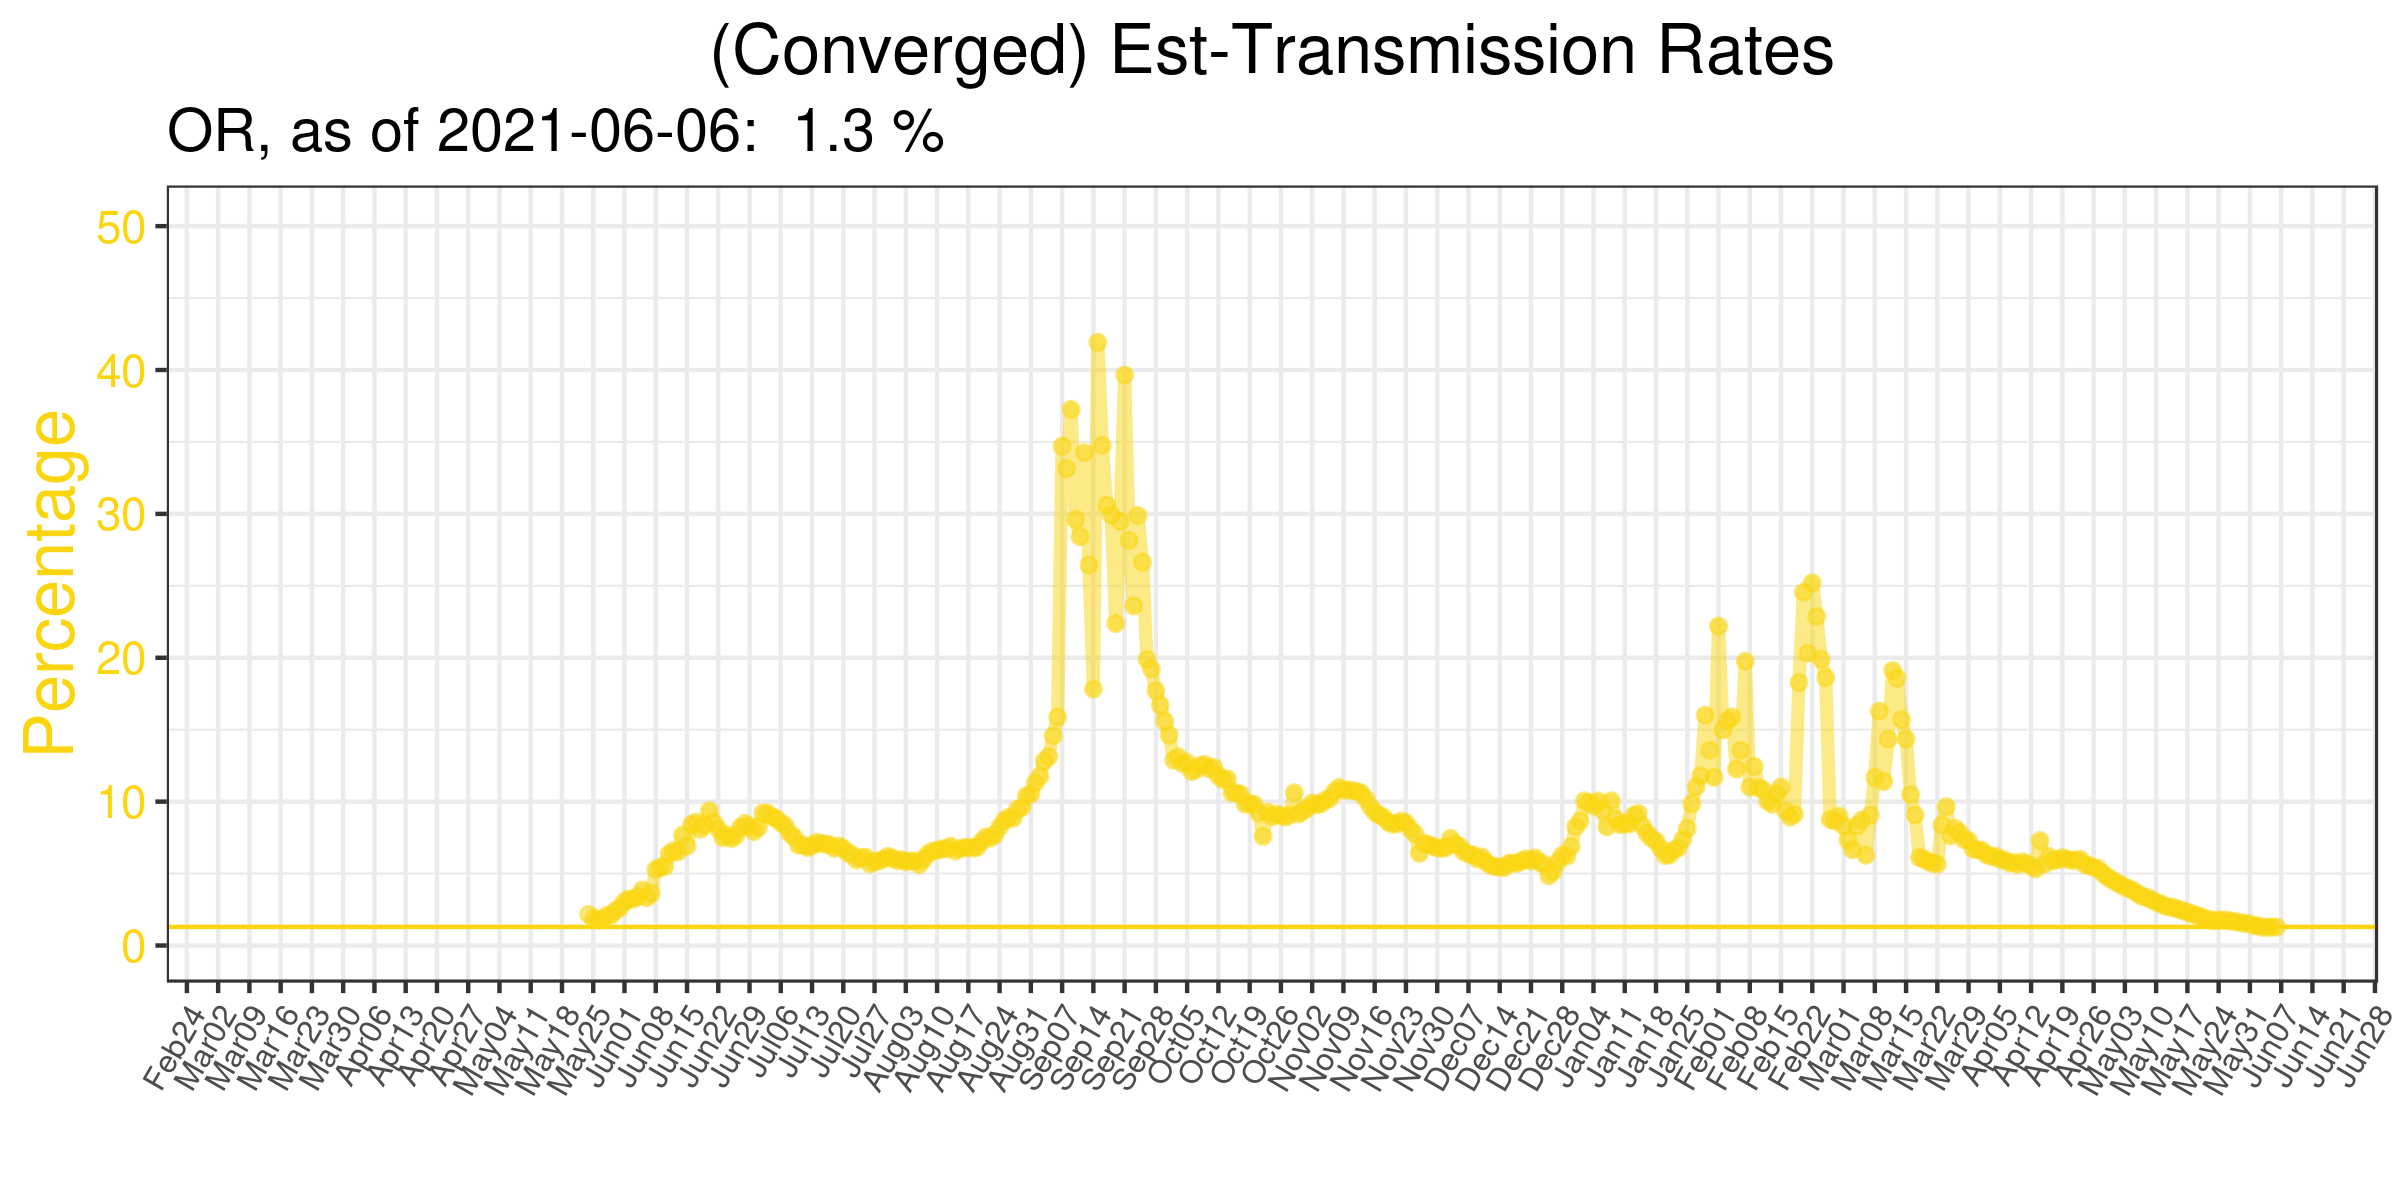 (Converged) Est-Transmission Rates
OR, as of 2021-06-06:  1.3 %
Percentage
50
40
30
20
10
0
Feb24
Mar02
Mar09
Mar16
Mar23
Mar30
Apr06
Apr13
Apr20
Apr27
May04
May11
May18
May25
Jun01
Jun08
Jun15
Jun22
Jun29
Jul06
Jul13
Jul20
Jul27
Aug03
Aug10
Aug17
Aug24
Aug31
Sep07
Sep14
Sep21
Sep28
Oct05
Oct12
Oct19
Oct26
Nov02
Nov09
Nov16
Nov23
Nov30
Dec07
Dec14
Dec21
Dec28
Jan04
Jan11
Jan18
Jan25
Feb01
Feb08
Feb15
Feb22
Mar01
Mar08
Mar15
Mar22
Mar29
Apr05
Apr12
Apr19
Apr26
May03
May10
May17
May24
May31
Jun07
Jun14
Jun21
Jun28